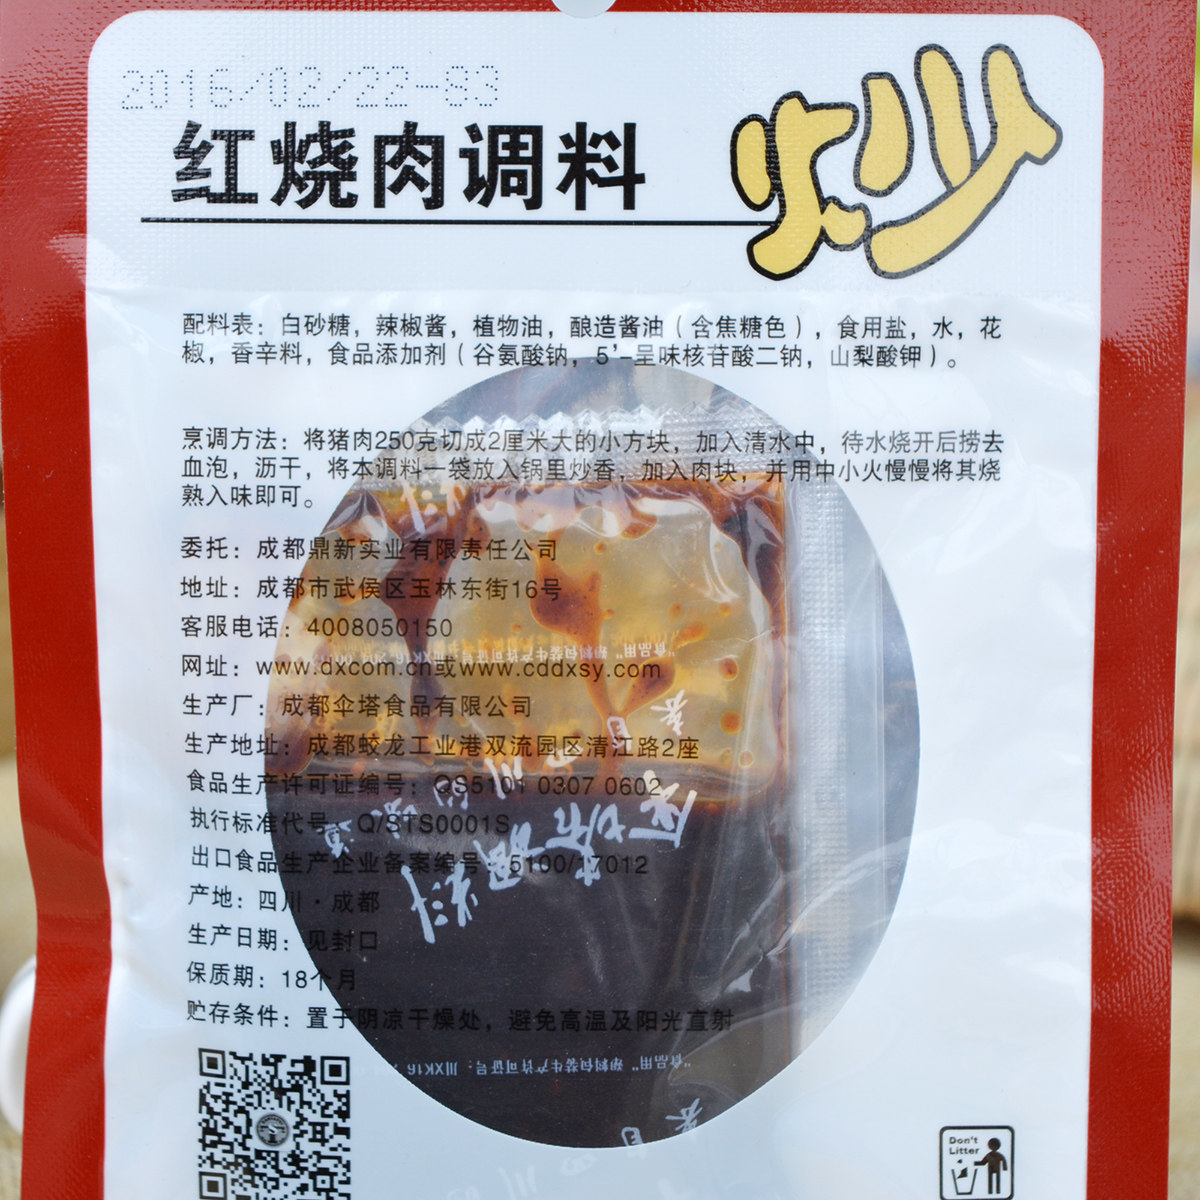 2016/02/22-83
红烧肉调料
炒
配料表：白砂糖，辣椒酱，植物油，酿造酱油（含焦糖色），食用盐，水，花
椒，香辛料，食品添加剂（谷氨酸钠，5'-呈味核苷酸二钠，山梨酸钾）。
烹调方法：将猪肉250克切成2厘米大的小方块，加入清水中，待水烧开后捞去
血泡，沥干，将本调料一袋放入锅里炒香，加入肉块，并用中小火慢慢将其烧
熟入味即可。
委托：成都鼎新实业有限责任公司
地址：成都市武侯区玉林东街16号
客服电话：4008050150
网址：www.dxcom.cn或www.cddxsy.com
生产厂：成都伞塔食品有限公司
生产地址：成都蛟龙工业港双流园区清江路2座
食品生产许可证编号：QS5101 0307 0602
执行标准代号：Q/STS0001S
出口食品生产企业备案编号：5100/17012
产地：四川·成都
生产日期：见封口
保质期：18个月
贮存条件：置于阴凉干燥处，避免高温及阳光直射
Don't
Litter